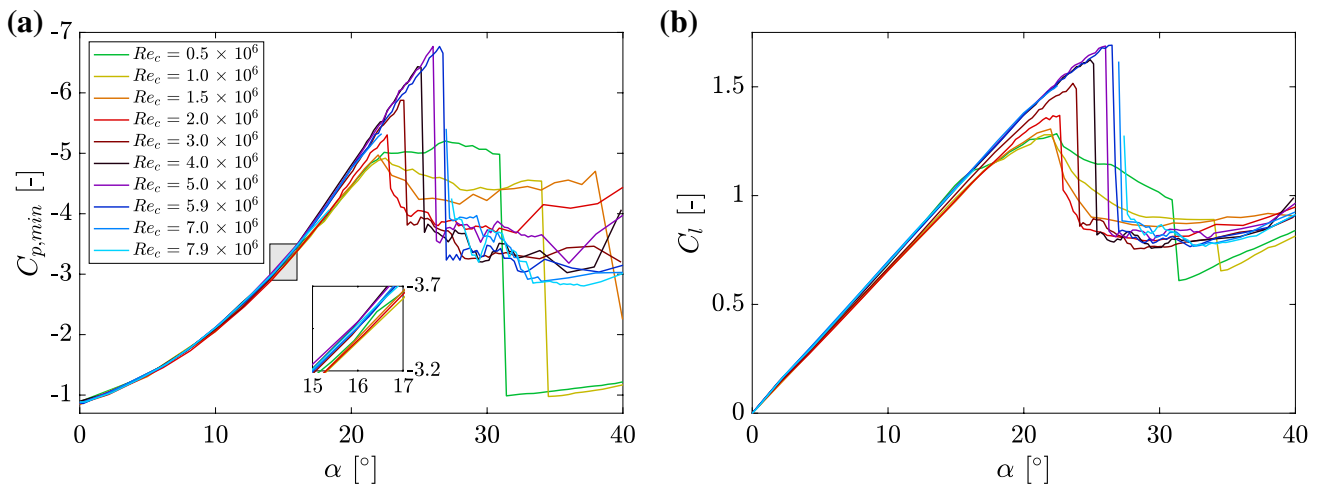 (a)
-7
-6
-5
-4
-3
-2
-1
C_{p,min} [-]
Re_c = 0.5 × 10^6
Re_c = 1.0 × 10^6
Re_c = 1.5 × 10^6
Re_c = 2.0 × 10^6
Re_c = 3.0 × 10^6
Re_c = 4.0 × 10^6
Re_c = 5.0 × 10^6
Re_c = 5.9 × 10^6
Re_c = 7.0 × 10^6
Re_c = 7.9 × 10^6
-3.7
-3.2
15 16 17
0 10 20 30 40
α [°]
(b)
1.5
1
0.5
0
C_l [-]
0 10 20 30 40
α [°]